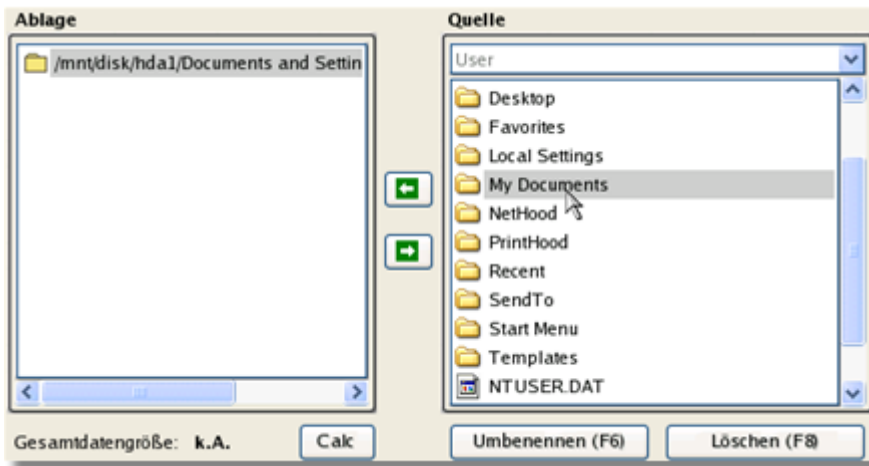 Ablage
/mnt/disk/hda1/Documents and Settin
Gesamtdatengröße: k.A.
Calc
Quelle
User
Desktop
Favorites
Local Settings
My Documents
NetHood
PrintHood
Recent
SendTo
Start Menu
Templates
NTUSER.DAT
Umbenennen (F6)
Löschen (F8)